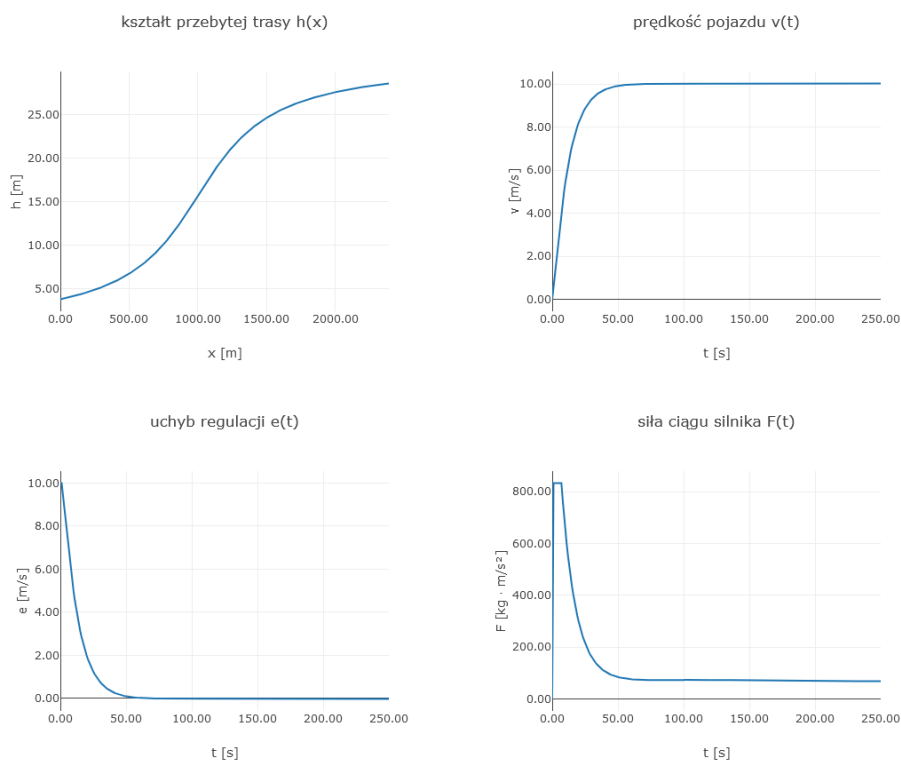 kształt przebytej trasy h(x)
h [m]
25.00
20.00
15.00
10.00
5.00
0.00 500.00 1000.00 1500.00 2000.00
x [m]
prędkość pojazdu v(t)
v [m/s]
10.00
8.00
6.00
4.00
2.00
0.00
0.00 50.00 100.00 150.00 200.00 250.00
t [s]
uchyb regulacji e(t)
e [m/s]
10.00
8.00
6.00
4.00
2.00
0.00
0.00 50.00 100.00 150.00 200.00 250.00
t [s]
siła ciągu silnika F(t)
F [kg · m/s²]
800.00
600.00
400.00
200.00
0.00
0.00 50.00 100.00 150.00 200.00 250.00
t [s]